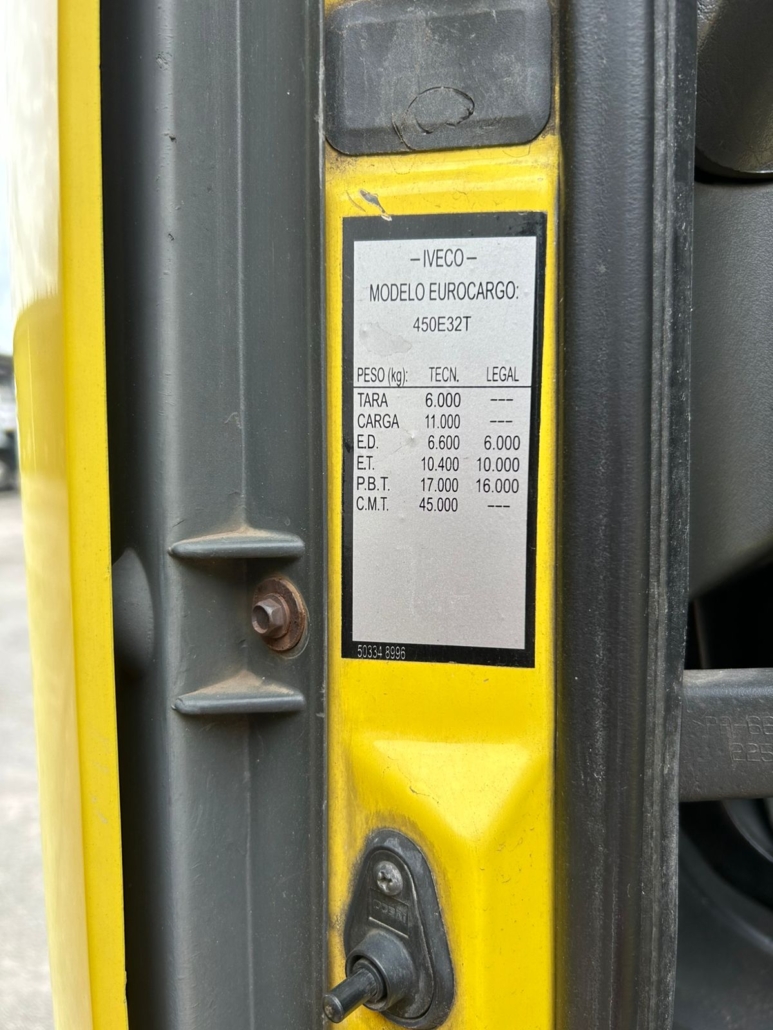 – IVECO –
MODELO EUROCARGO:
450E32T
PESO (kg): TECN. LEGAL
TARA 6.000 ---
CARGA 11.000 ---
E.D. 6.600 6.000
E.T. 10.400 10.000
P.B.T. 17.000 16.000
C.M.T. 45.000 ---
50334 8996